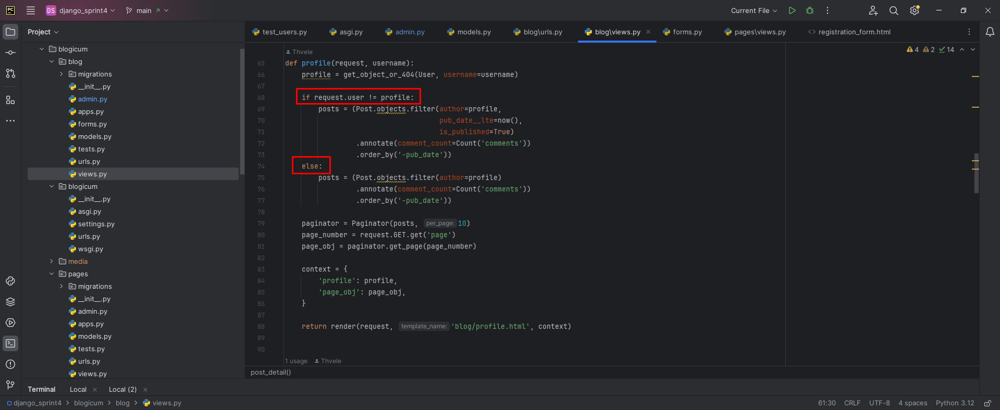 PC
DS django_sprint4 main Current File
Project
test_users.py asgi.py admin.py models.py blog\urls.py blog\views.py forms.py pages\views.py <> registration_form.html
blogicum
blog
migrations
__init__.py
admin.py
apps.py
forms.py
models.py
tests.py
urls.py
views.py
blogicum
__init__.py
asgi.py
settings.py
urls.py
wsgi.py
media
pages
migrations
__init__.py
admin.py
apps.py
models.py
tests.py
urls.py
views.py
4 2 14
Thvele
65 def profile(request, username):
66 profile = get_object_or_404(User, username=username)
67
68 if request.user != profile:
69 posts = (Post.objects.filter(author=profile,
70 pub_date__lte=now(),
71 is_published=True)
72 .annotate(comment_count=Count('comments'))
73 .order_by('-pub_date'))
74 else:
75 posts = (Post.objects.filter(author=profile)
76 .annotate(comment_count=Count('comments'))
77 .order_by('-pub_date'))
78
79 paginator = Paginator(posts, per_page: 10)
80 page_number = request.GET.get('page')
81 page_obj = paginator.get_page(page_number)
82
83 context = {
84 'profile': profile,
85 'page_obj': page_obj,
86 }
87
88 return render(request, template_name: 'blog/profile.html', context)
89
90
1 usage Thvele
post_detail()
Terminal Local Local (2)
django_sprint4 > blogicum > blog > views.py 61:30 CRLF UTF-8 4 spaces Python 3.12